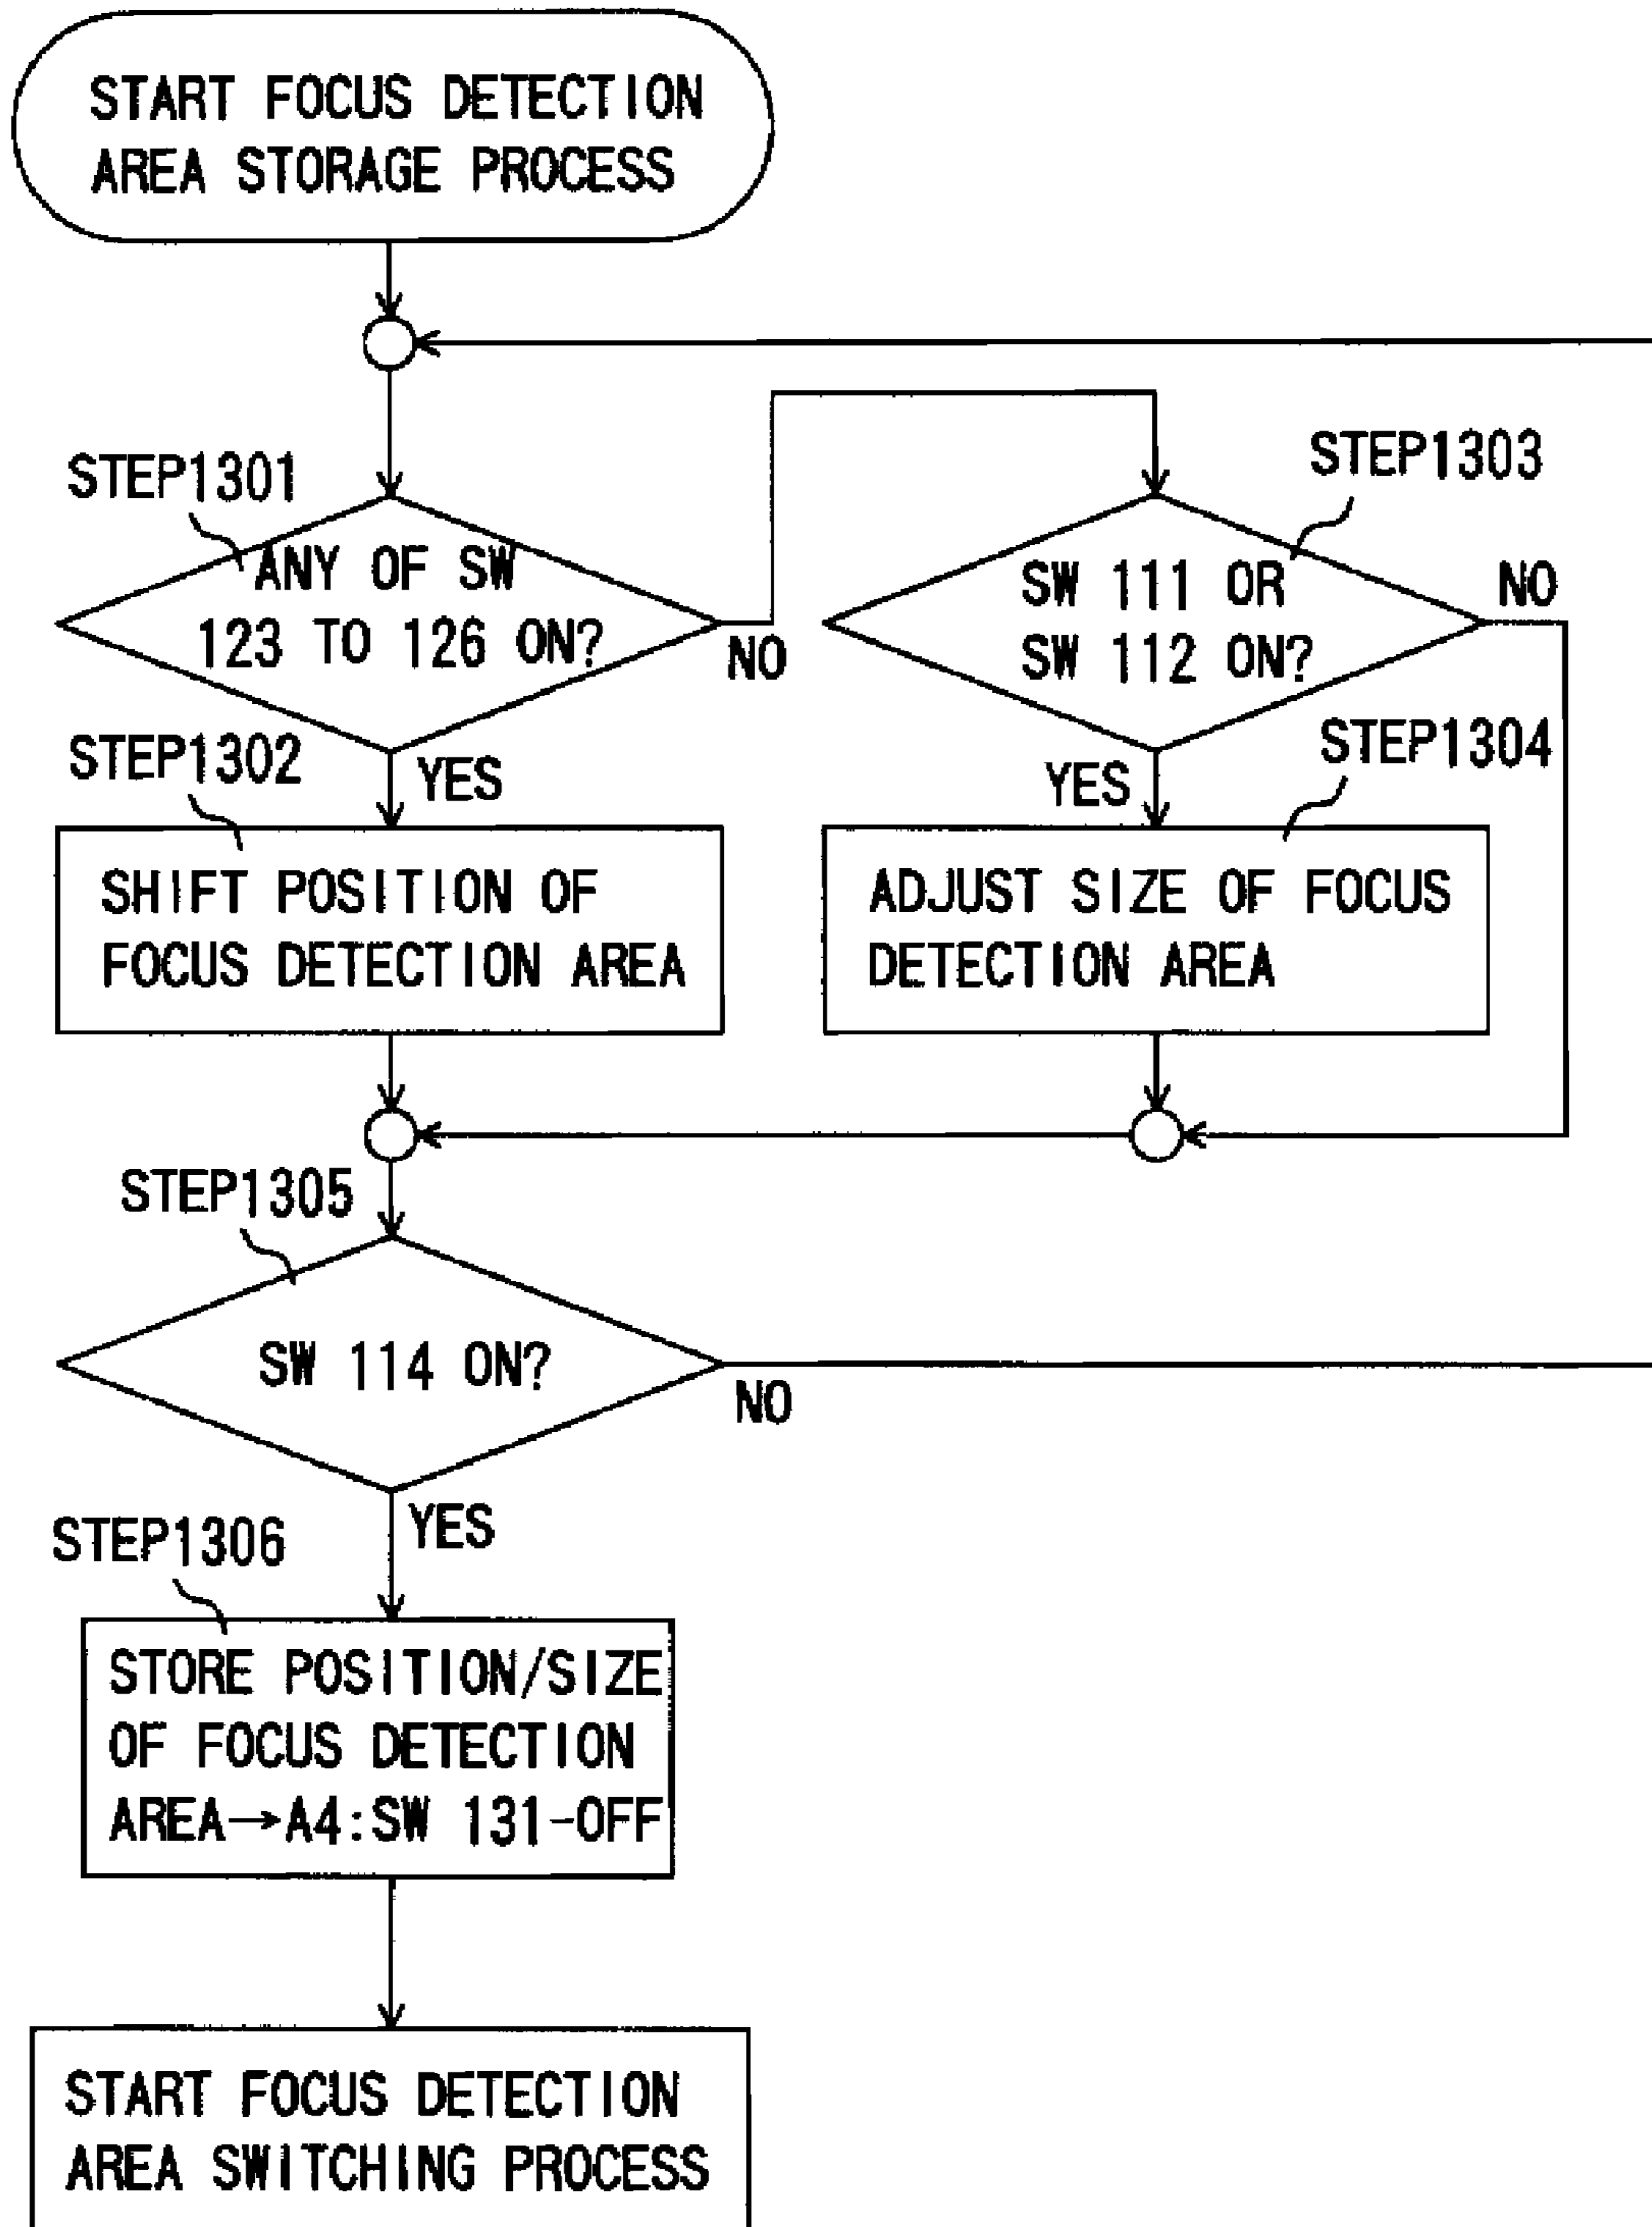 START FOCUS DETECTION
AREA STORAGE PROCESS
STEP1301
ANY OF SW
123 TO 126 ON?
NO
STEP1303
SW 111 OR
SW 112 ON?
NO
STEP1302
YES
SHIFT POSITION OF
FOCUS DETECTION AREA
STEP1304
YES
ADJUST SIZE OF FOCUS
DETECTION AREA
STEP1305
SW 114 ON?
NO
YES
STEP1306
STORE POSITION/SIZE
OF FOCUS DETECTION
AREA→A4:SW 131-OFF
START FOCUS DETECTION
AREA SWITCHING PROCESS